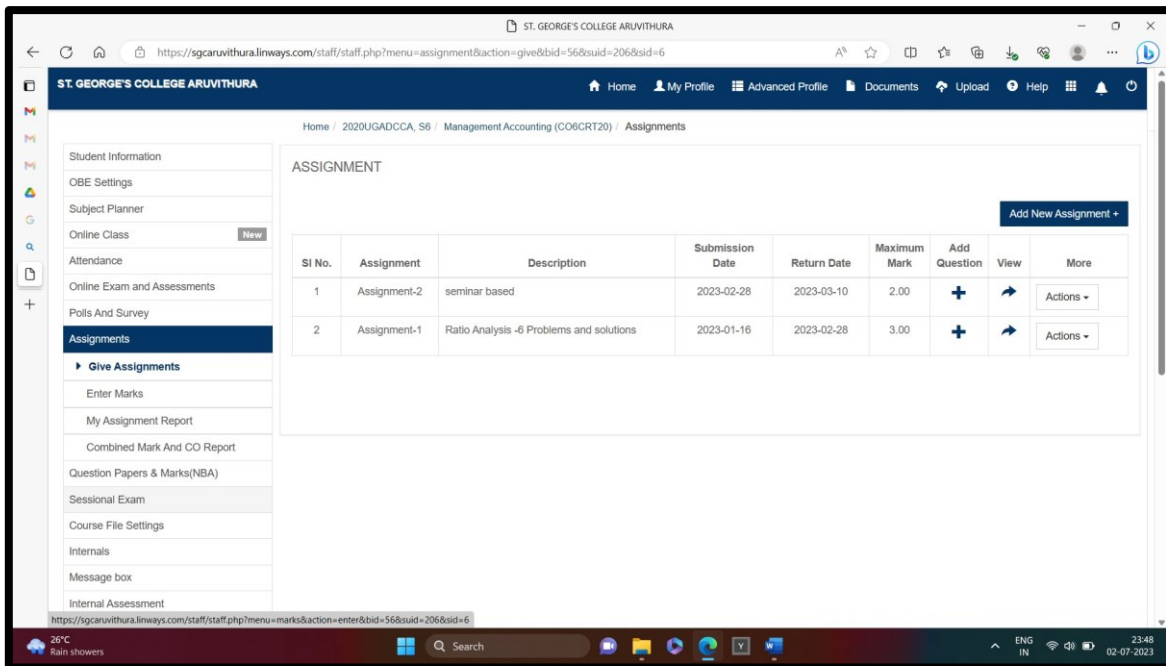 ST. GEORGE'S COLLEGE ARUVITHURA
https://sgcaruvithura.linways.com/staff/staff.php?menu=assignment&action=give&bid=56&suid=206&sid=6
ST. GEORGE'S COLLEGE ARUVITHURA
Home My Profile Advanced Profile Documents Upload Help
Home / 2020UGADCCA, S6 / Management Accounting (CO6CRT20) / Assignments
Student Information
OBE Settings
Subject Planner
Online Class New
Attendance
Online Exam and Assessments
Polls And Survey
Assignments
Give Assignments
Enter Marks
My Assignment Report
Combined Mark And CO Report
Question Papers & Marks(NBA)
Sessional Exam
Course File Settings
Internals
Message box
Internal Assessment
ASSIGNMENT
Add New Assignment +
Sl No. Assignment Description Submission Date Return Date Maximum Mark Add Question View More
1 Assignment-2 seminar based 2023-02-28 2023-03-10 2.00 Actions
2 Assignment-1 Ratio Analysis -6 Problems and solutions 2023-01-16 2023-02-28 3.00 Actions
https://sgcaruvithura.linways.com/staff/staff.php?menu=marks&action=enter&bid=56&suid=206&sid=6
26°C
Rain showers
Search
ENG
IN
23:48
02-07-2023